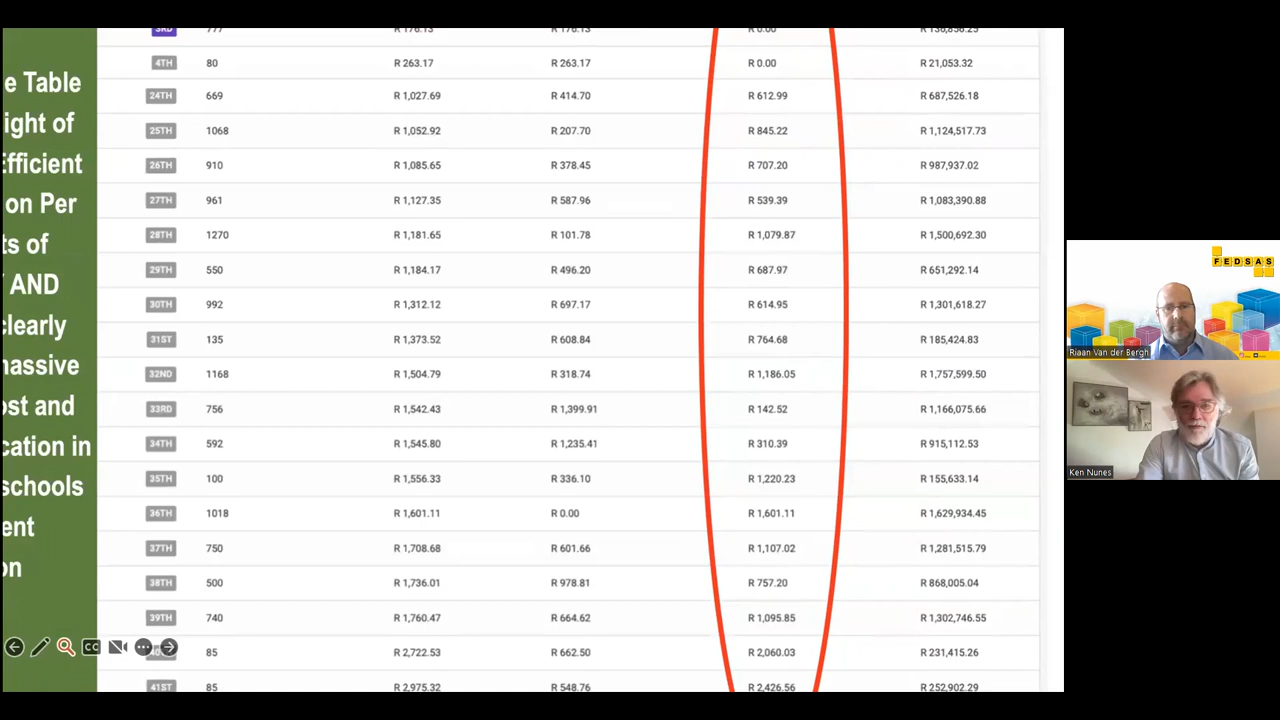 e Table
ight of
Efficient
on Per
ts of
AND
clearly
nassive
ost and
cation in
schools
ent
on
3RD 777 R 176.13 R 176.13 R 0.00 R 136,856.25
4TH 80 R 263.17 R 263.17 R 0.00 R 21,053.32
24TH 669 R 1,027.69 R 414.70 R 612.99 R 687,526.18
25TH 1068 R 1,052.92 R 207.70 R 845.22 R 1,124,517.73
26TH 910 R 1,085.65 R 378.45 R 707.20 R 987,937.02
27TH 961 R 1,127.35 R 587.96 R 539.39 R 1,083,390.88
28TH 1270 R 1,181.65 R 101.78 R 1,079.87 R 1,500,692.30
29TH 550 R 1,184.17 R 496.20 R 687.97 R 651,292.14
30TH 992 R 1,312.12 R 697.17 R 614.95 R 1,301,618.27
31ST 135 R 1,373.52 R 608.84 R 764.68 R 185,424.83
32ND 1168 R 1,504.79 R 318.74 R 1,186.05 R 1,757,599.50
33RD 756 R 1,542.43 R 1,399.91 R 142.52 R 1,166,075.66
34TH 592 R 1,545.80 R 1,235.41 R 310.39 R 915,112.53
35TH 100 R 1,556.33 R 336.10 R 1,220.23 R 155,633.14
36TH 1018 R 1,601.11 R 0.00 R 1,601.11 R 1,629,934.45
37TH 750 R 1,708.68 R 601.66 R 1,107.02 R 1,281,515.79
38TH 500 R 1,736.01 R 978.81 R 757.20 R 868,005.04
39TH 740 R 1,760.47 R 664.62 R 1,095.85 R 1,302,746.55
85 R 2,722.53 R 662.50 R 2,060.03 R 231,415.26
41ST 85 R 2,975.32 R 548.76 R 2,426.56 R 252,902.29
CC
FEDSAS
Riaan Van der Bergh
Ken Nunes